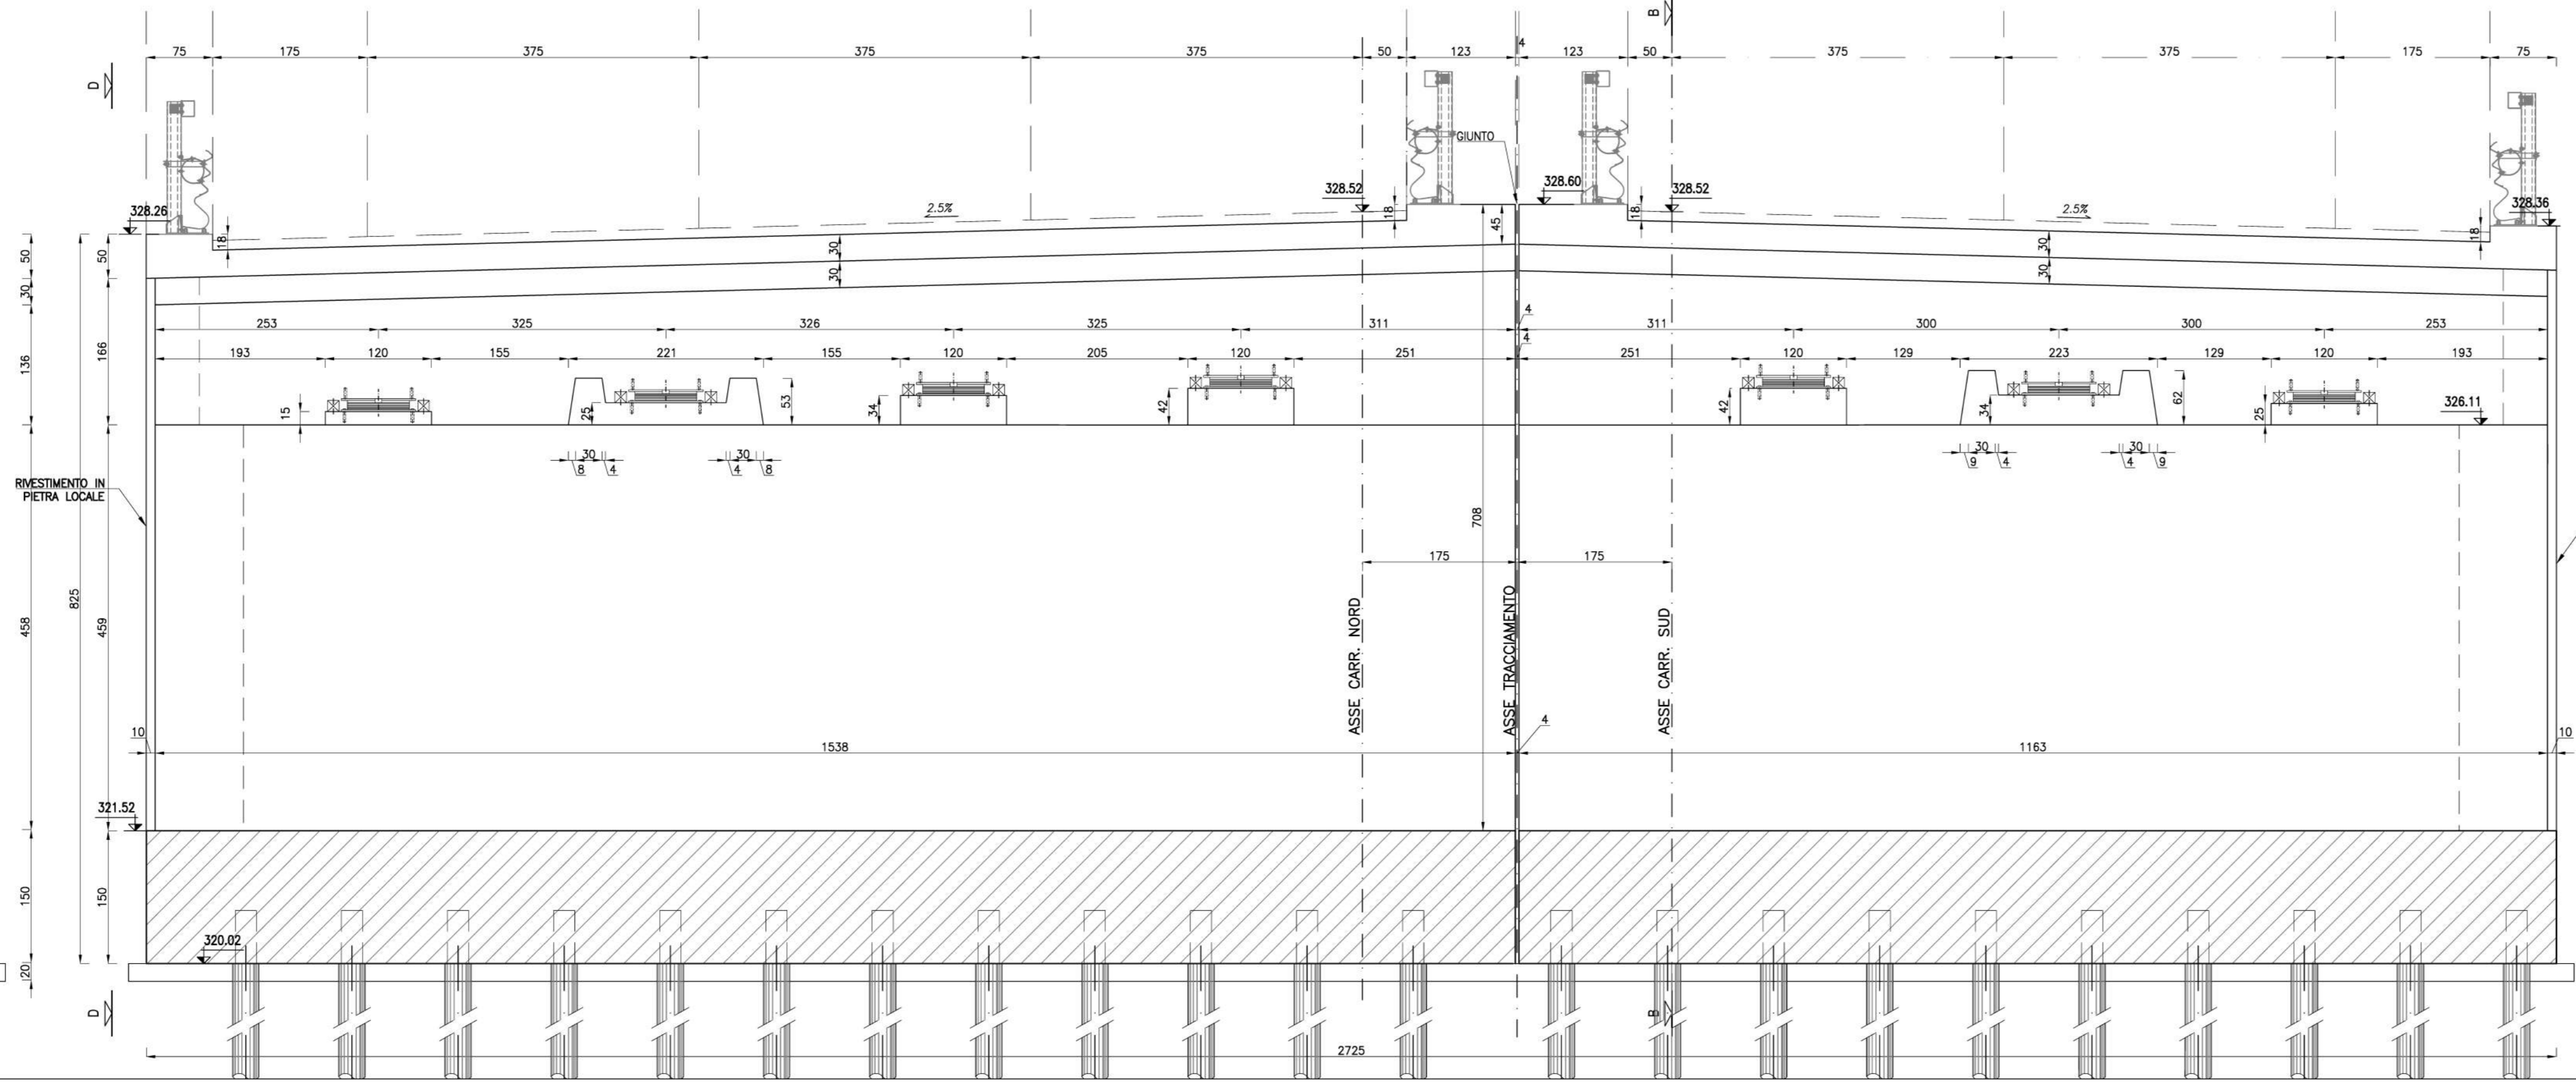 B
4
75 175 375 375 375 50 123 123 50 375 375 175 75
D
GIUNTO
328.52 328.60 328.52
328.26 2.5% 18 18 2.5% 328.36
45
18 18
50 50 30 30
30 30 30
253 325 326 325 311 4 311 300 300 253
4
136 166 193 120 155 221 155 120 205 120 251 251 120 129 223 129 120 193
15 25 53 34 42 42 34 62 25 326.11
30 30 30 30
8 4 4 8 9 4 4 9
RIVESTIMENTO IN
PIETRA LOCALE
708
175 175
825 458 459
ASSE CARR. NORD
ASSE TRACCIAMENTO
ASSE CARR. SUD
10 1538 4 1163 10
321.52
150 150
320.02
20
D B
2725